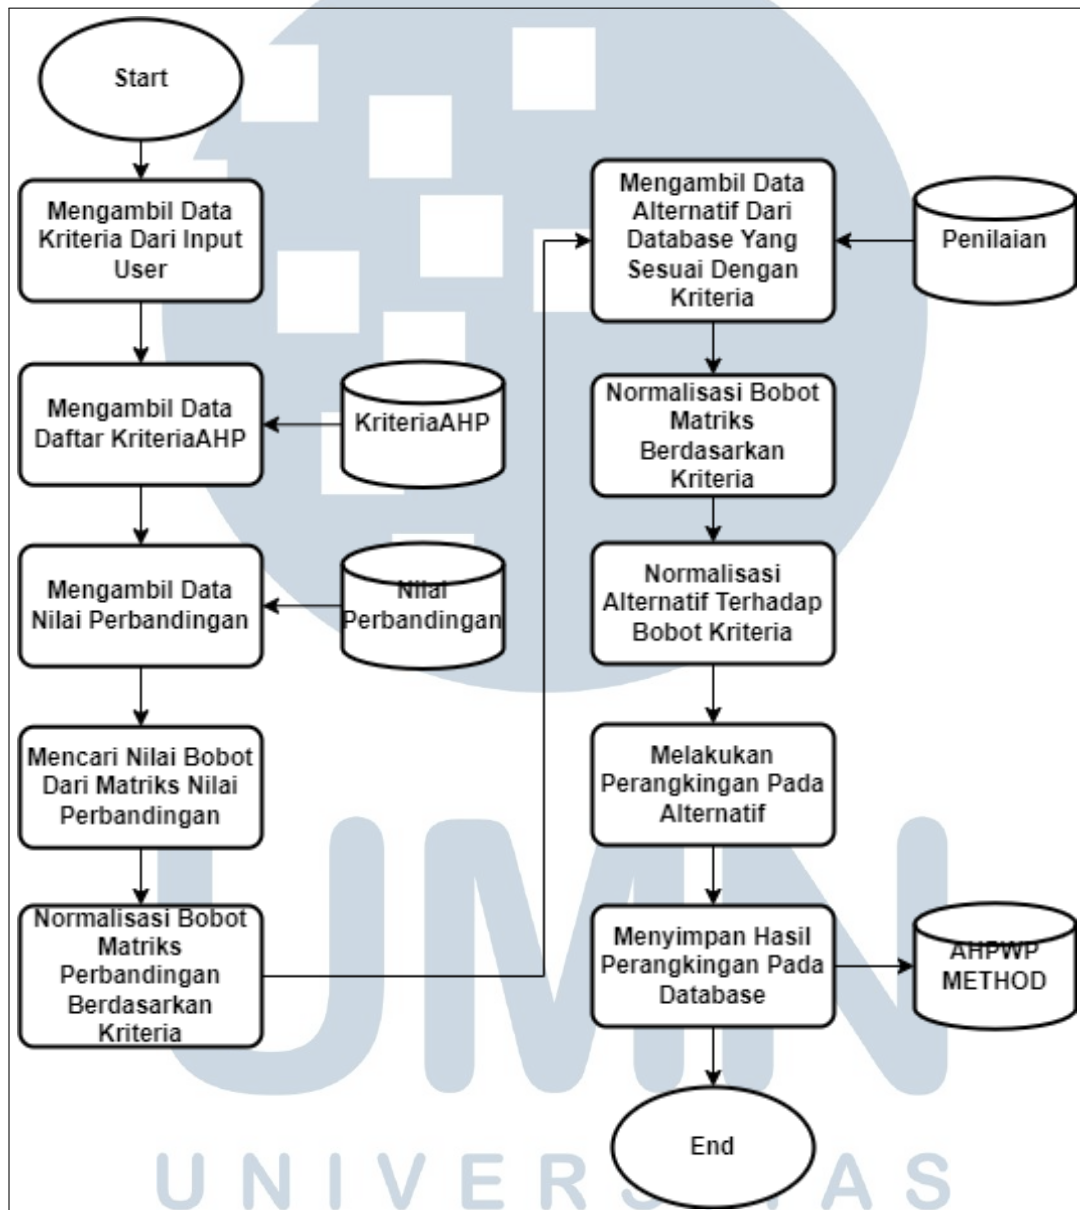 Start
Mengambil Data
Kriteria Dari Input
User
Mengambil Data
Daftar KriteriaAHP
KriteriaAHP
Mengambil Data
Nilai Perbandingan
Nilai
Perbandingan
Mencari Nilai Bobot
Dari Matriks Nilai
Perbandingan
Normalisasi Bobot
Matriks
Perbandingan
Berdasarkan
Kriteria
Mengambil Data
Alternatif Dari
Database Yang
Sesuai Dengan
Kriteria
Penilaian
Normalisasi Bobot
Matriks
Berdasarkan
Kriteria
Normalisasi
Alternatif Terhadap
Bobot Kriteria
Melakukan
Perangkingan Pada
Alternatif
Menyimpan Hasil
Perangkingan Pada
Database
AHPWP
METHOD
End
UMN
UNIVERSITAS